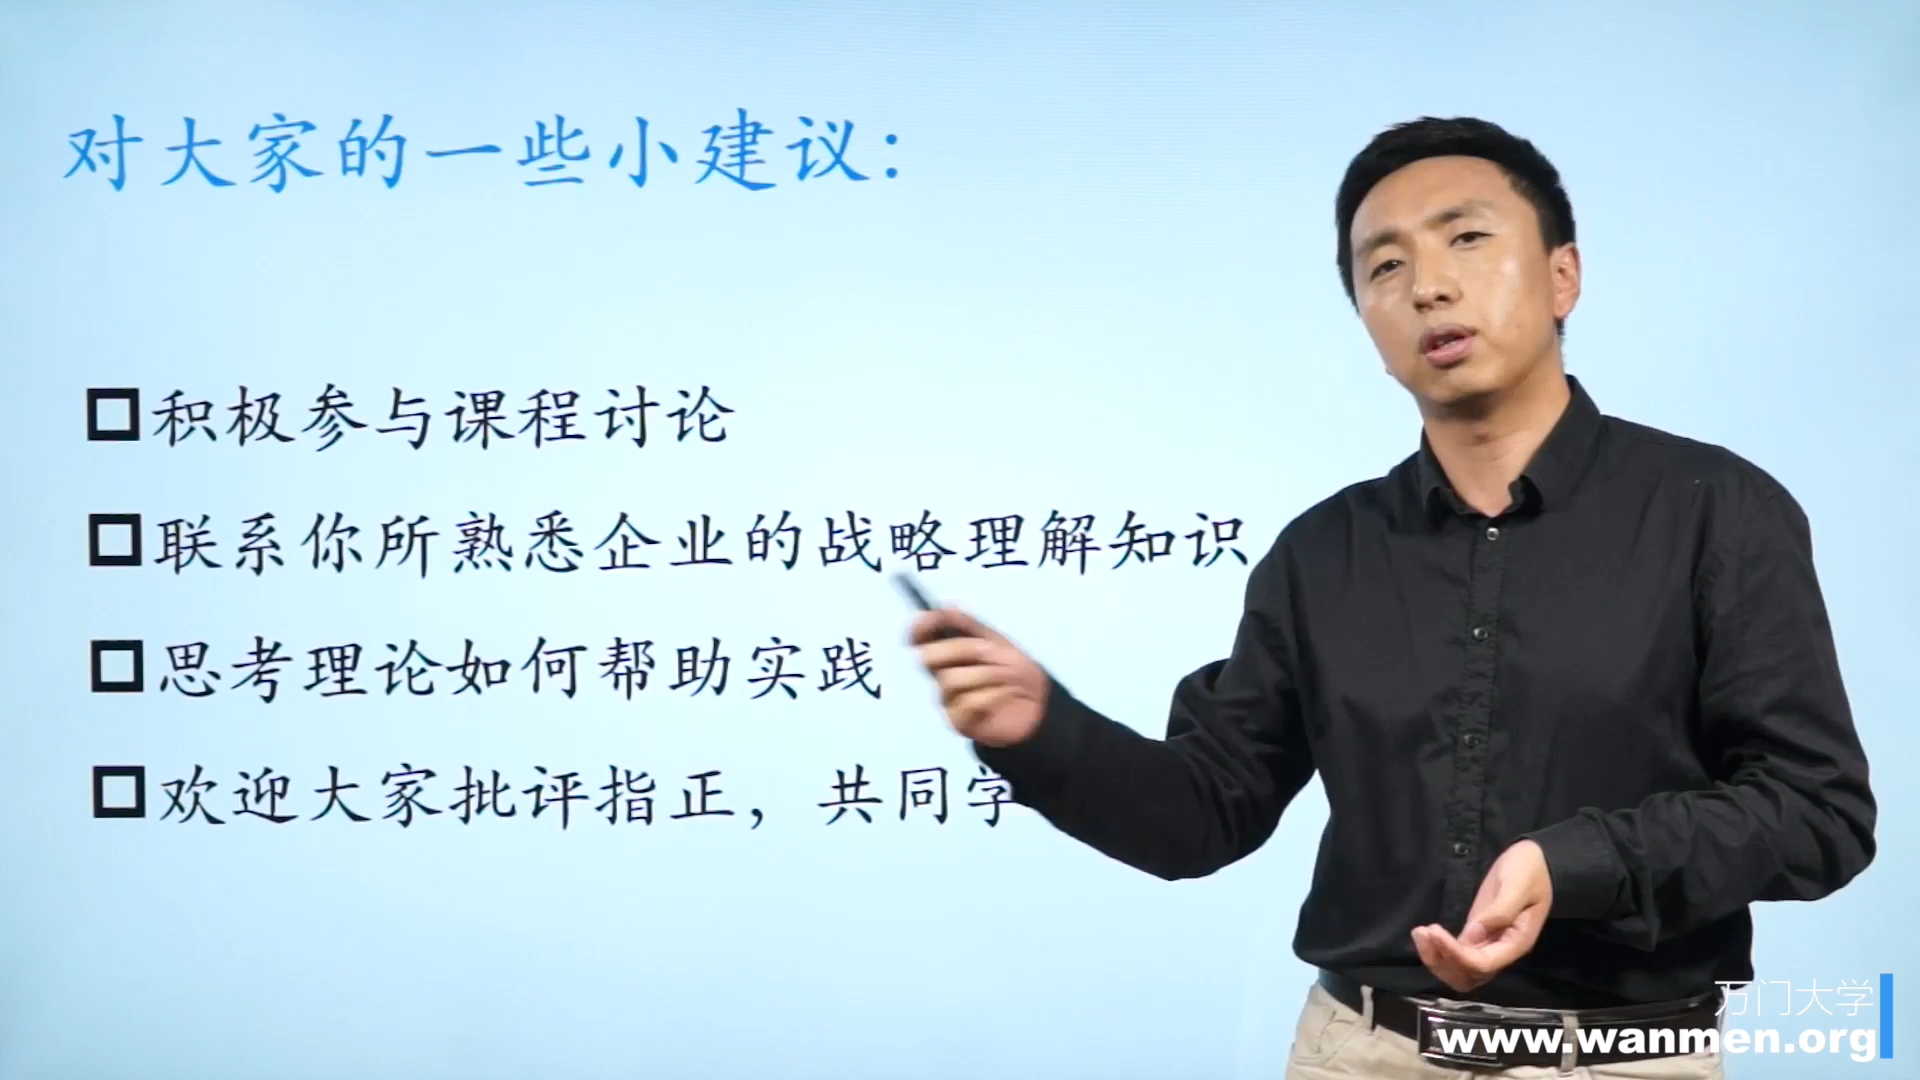 对大家的一些小建议：
积极参与课程讨论
联系你所熟悉企业的战略理解知识
思考理论如何帮助实践
欢迎大家批评指正，共同学
万门大学
www.wanmen.org